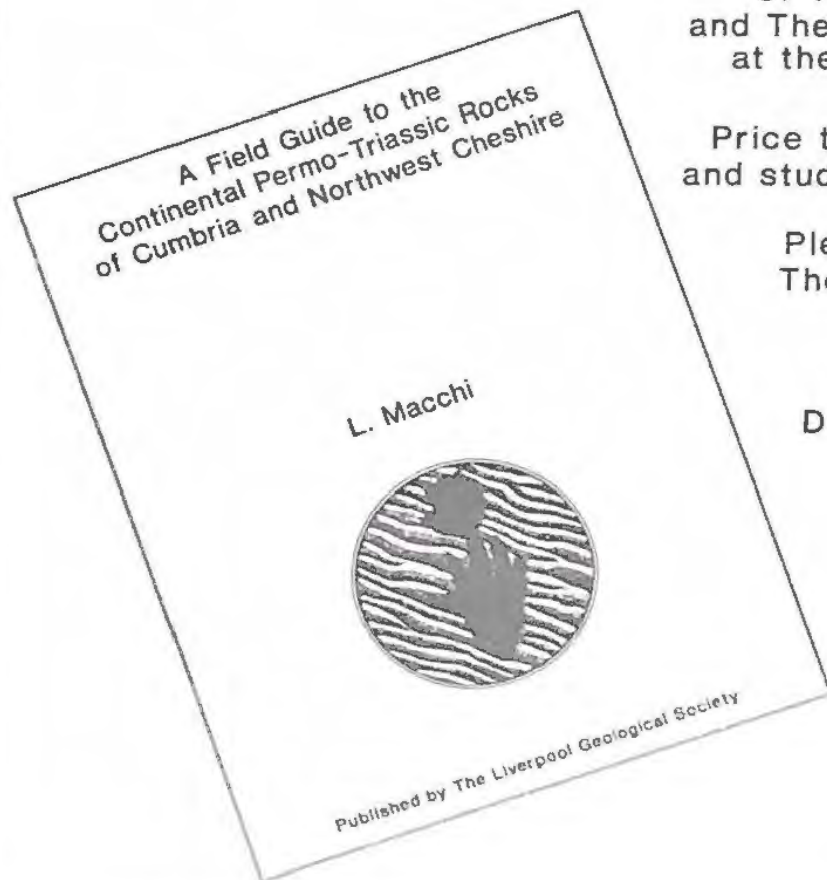 and The
at the
Price t
and stud
Ple
The
D
A Field Guide to the
Continental Permo-Triassic Rocks
of Cumbria and Northwest Cheshire
L. Macchi
Published by The Liverpool Geological Society